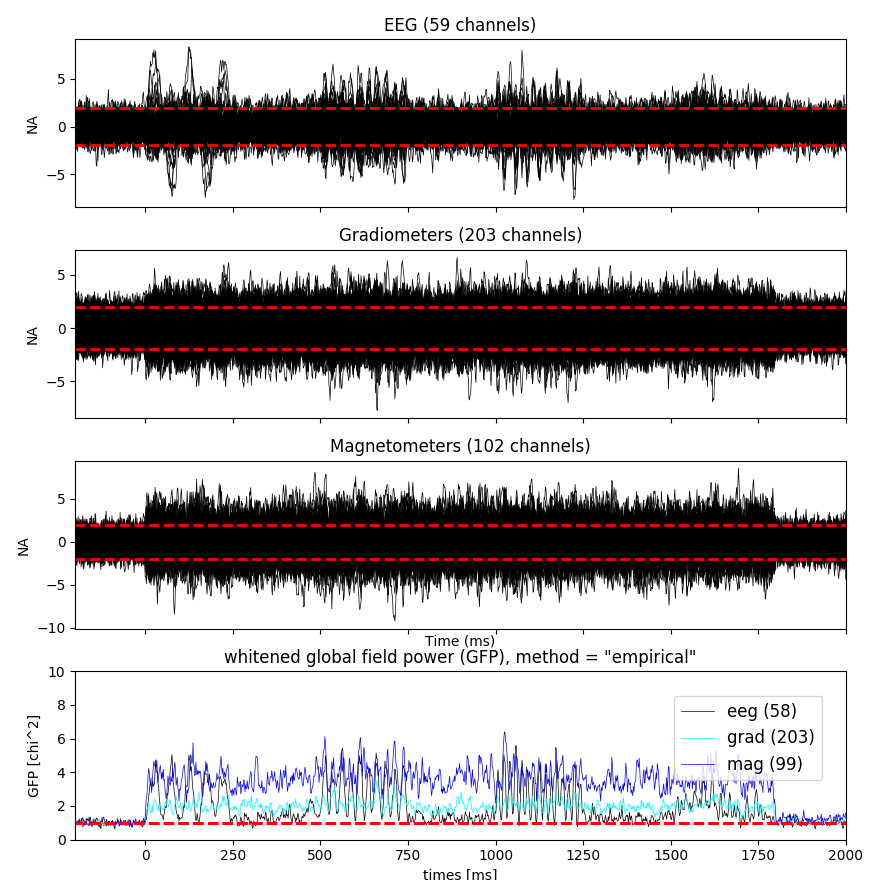 EEG (59 channels)
5
0
−5
NA
Gradiometers (203 channels)
5
0
−5
NA
Magnetometers (102 channels)
5
0
−5
−10
NA
Time (ms)
whitened global field power (GFP), method = "empirical"
10
8
6
4
2
0
GFP [chi^2]
eeg (58)
grad (203)
mag (99)
0 250 500 750 1000 1250 1500 1750 2000
times [ms]